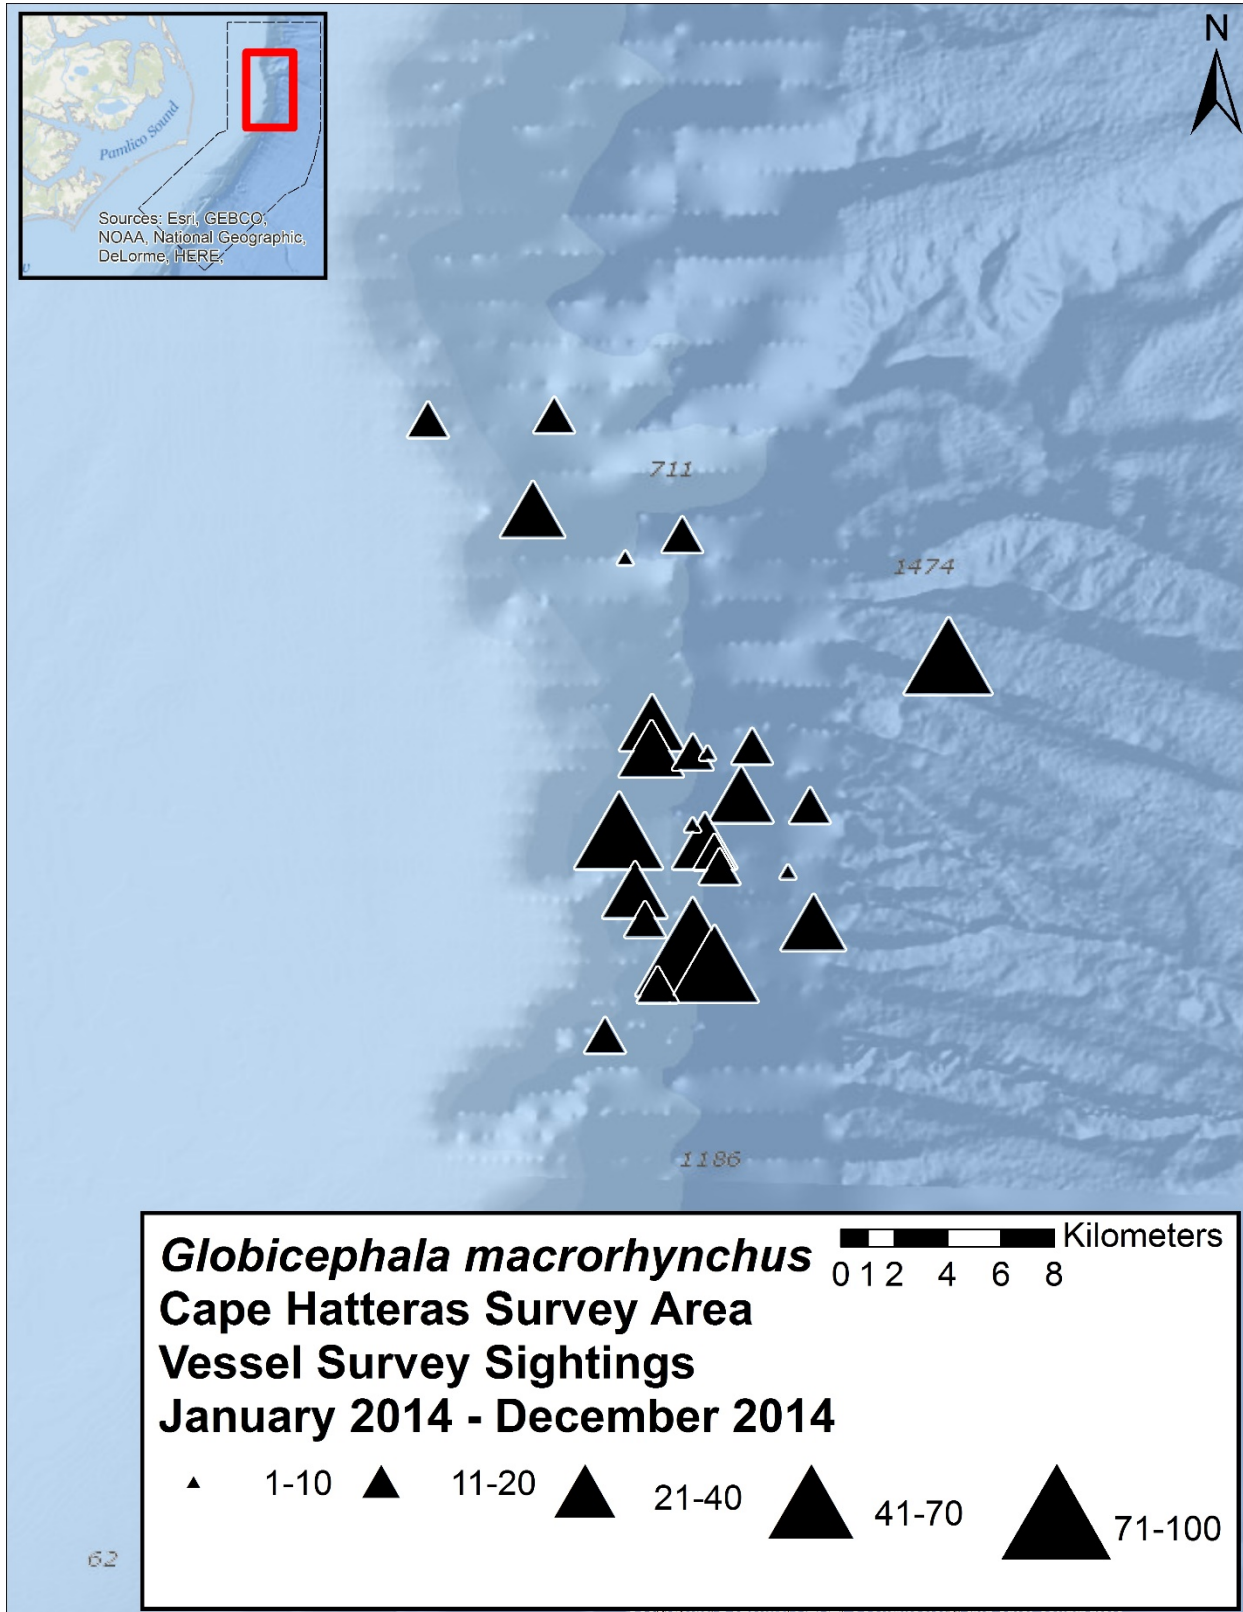 N
Pamlico Sound
Sources: Esri, GEBCO,
NOAA, National Geographic,
DeLorme, HERE,
711
1474
1186
Globicephala macrorhynchus
Cape Hatteras Survey Area
Vessel Survey Sightings
January 2014 - December 2014
Kilometers
0 1 2 4 6 8
1-10 11-20 21-40 41-70 71-100
62